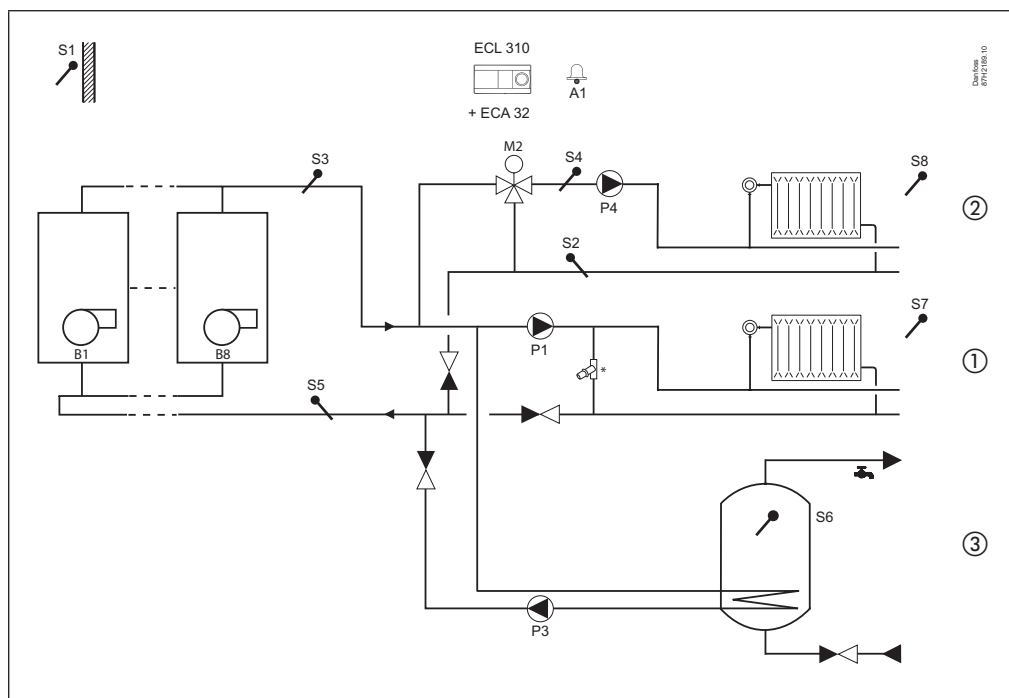 S1
ECL 310
A1
+ ECA 32
Danfoss
87H2189.10
M2
S3
S4
S8
P4
②
S2
S7
B1
B8
P1
*
①
S5
S6
③
P3